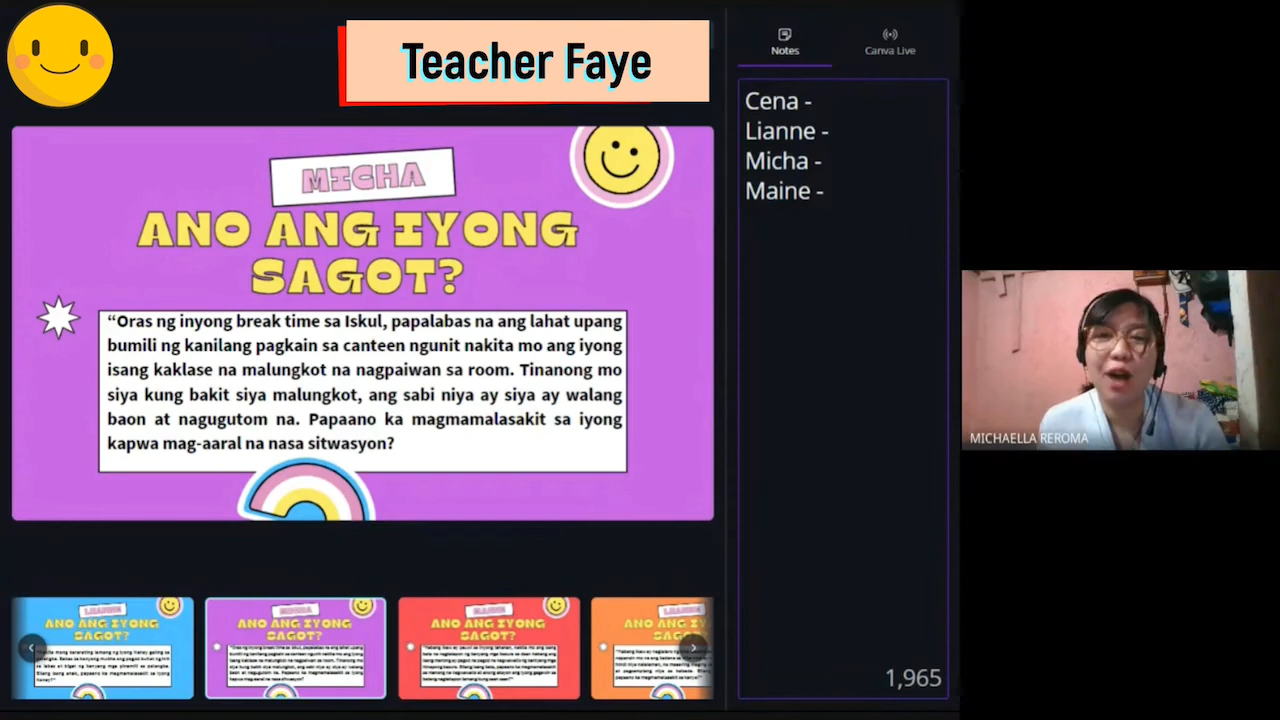 Teacher Faye
Notes
Canva Live
Cena -
Lianne -
Micha -
Maine -
MICHA
ANO ANG IYONG
SAGOT?
“Oras ng inyong break time sa Iskul, papalabas na ang lahat upang
bumili ng kanilang pagkain sa canteen ngunit nakita mo ang iyong
isang kaklase na malungkot na nagpaiwan sa room. Tinanong mo
siya kung bakit siya malungkot, ang sabi niya ay siya ay walang
baon at nagugutom na. Papaano ka magmamalasakit sa iyong
kapwa mag-aaral na nasa sitwasyon?
MICHAELLA REROMA
1,965
LIANNE
ANO ANG IYONG
SAGOT?
MICHA
ANO ANG IYONG
SAGOT?
MAINE
ANO ANG IYONG
SAGOT?
ANO ANG IYONG